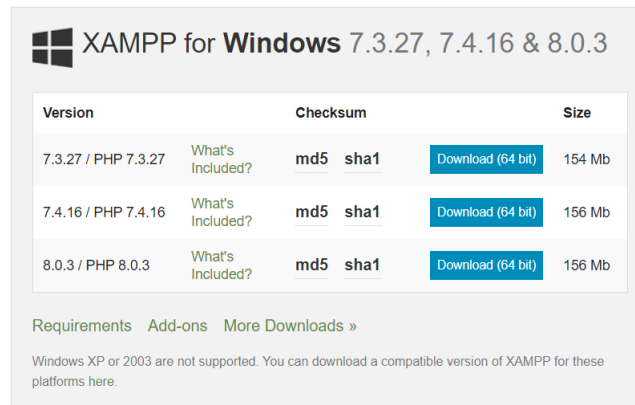 XAMPP for Windows 7.3.27, 7.4.16 & 8.0.3
Version Checksum Size
7.3.27 / PHP 7.3.27 What's Included? md5 sha1 Download (64 bit) 154 Mb
7.4.16 / PHP 7.4.16 What's Included? md5 sha1 Download (64 bit) 156 Mb
8.0.3 / PHP 8.0.3 What's Included? md5 sha1 Download (64 bit) 156 Mb
Requirements Add-ons More Downloads »
Windows XP or 2003 are not supported. You can download a compatible version of XAMPP for these
platforms here.